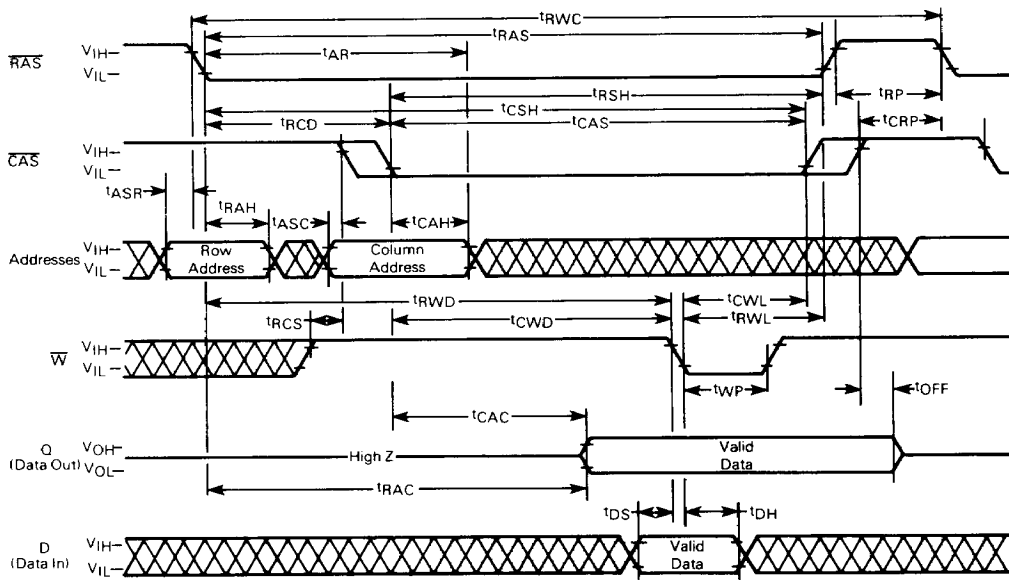 tRWC
tRAS
tAR
RAS
VIH
VIL
tRSH
tRP
tCSH
tRCD
tCAS
tCRP
CAS
VIH
VIL
tASR
tRAH
tASC
tCAH
Addresses
VIH
VIL
Row
Address
Column
Address
tRWD
tCWL
tRCS
tCWD
tRWL
W
VIH
VIL
tWP
tOFF
tCAC
Q
(Data Out)
VOH
VOL
High Z
Valid
Data
tRAC
tDS
tDH
D
(Data In)
VIH
VIL
Valid
Data